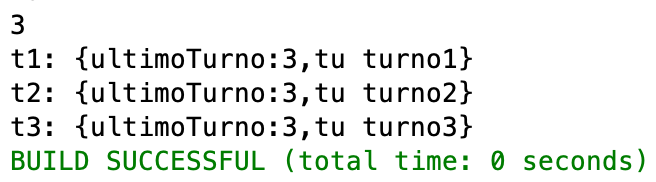 3
t1: {ultimoTurno:3,tu turno1}
t2: {ultimoTurno:3,tu turno2}
t3: {ultimoTurno:3,tu turno3}
BUILD SUCCESSFUL (total time: 0 seconds)